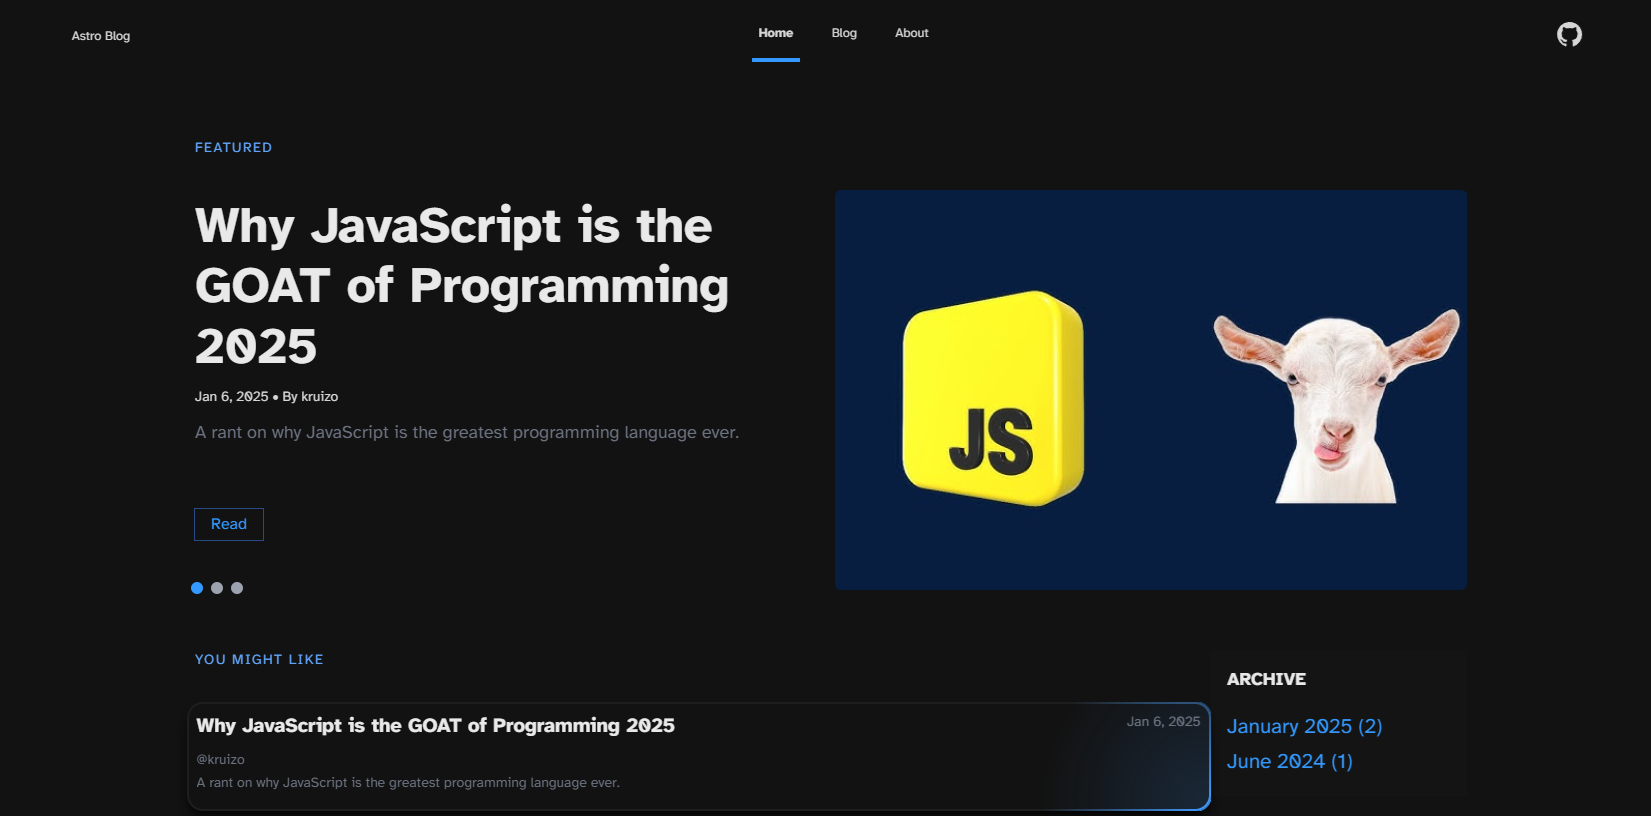 Astro Blog
Home
Blog
About
FEATURED
Why JavaScript is the
GOAT of Programming
2025
Jan 6, 2025 • By kruizo
A rant on why JavaScript is the greatest programming language ever.
Read
JS
YOU MIGHT LIKE
Why JavaScript is the GOAT of Programming 2025
Jan 6, 2025
@kruizo
A rant on why JavaScript is the greatest programming language ever.
ARCHIVE
January 2025 (2)
June 2024 (1)